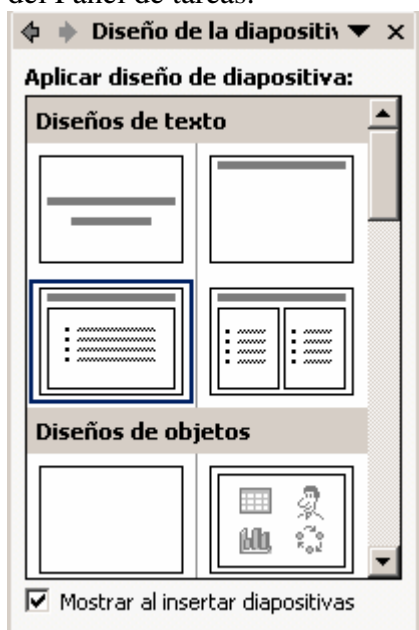 del Panel de tareas.
Diseño de la diapositiv
Aplicar diseño de diapositiva:
Diseños de texto
Diseños de objetos
Mostrar al insertar diapositivas